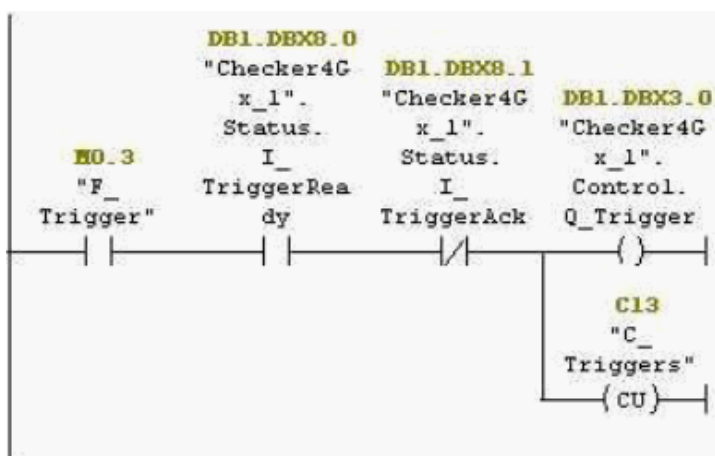 DB1.DBX8.0
"Checker4G
x_1".
Status.
I_
TriggerRea
dy
DB1.DBX8.1
"Checker4G
x_1".
Status.
I_
TriggerAck
DB1.DBX3.0
"Checker4G
x_1".
Control.
Q_Trigger
M0.3
"F_
Trigger"
C13
"C_
Triggers"
CU